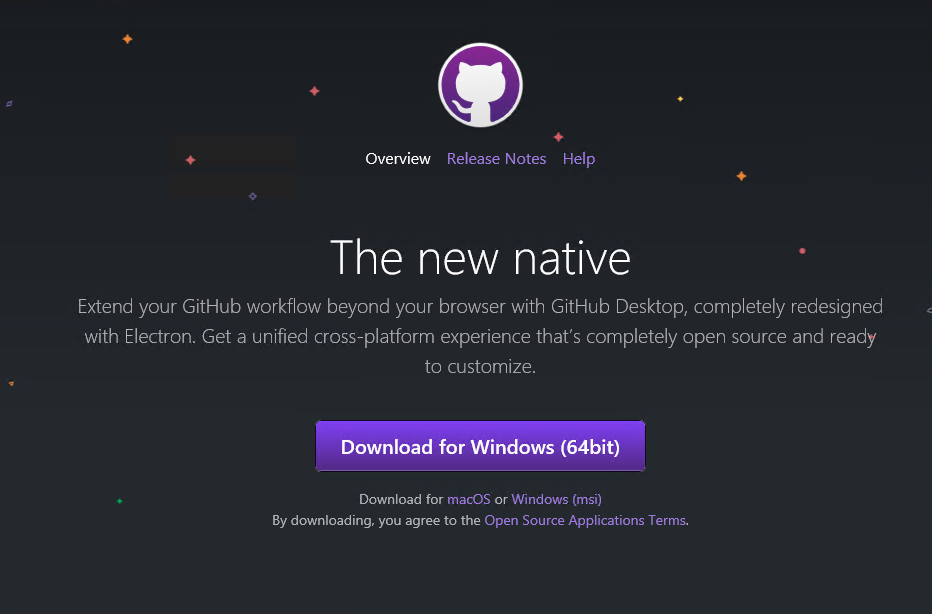 Overview Release Notes Help
The new native
Extend your GitHub workflow beyond your browser with GitHub Desktop, completely redesigned
with Electron. Get a unified cross-platform experience that's completely open source and ready
to customize.
Download for Windows (64bit)
Download for macOS or Windows (msi)
By downloading, you agree to the Open Source Applications Terms.